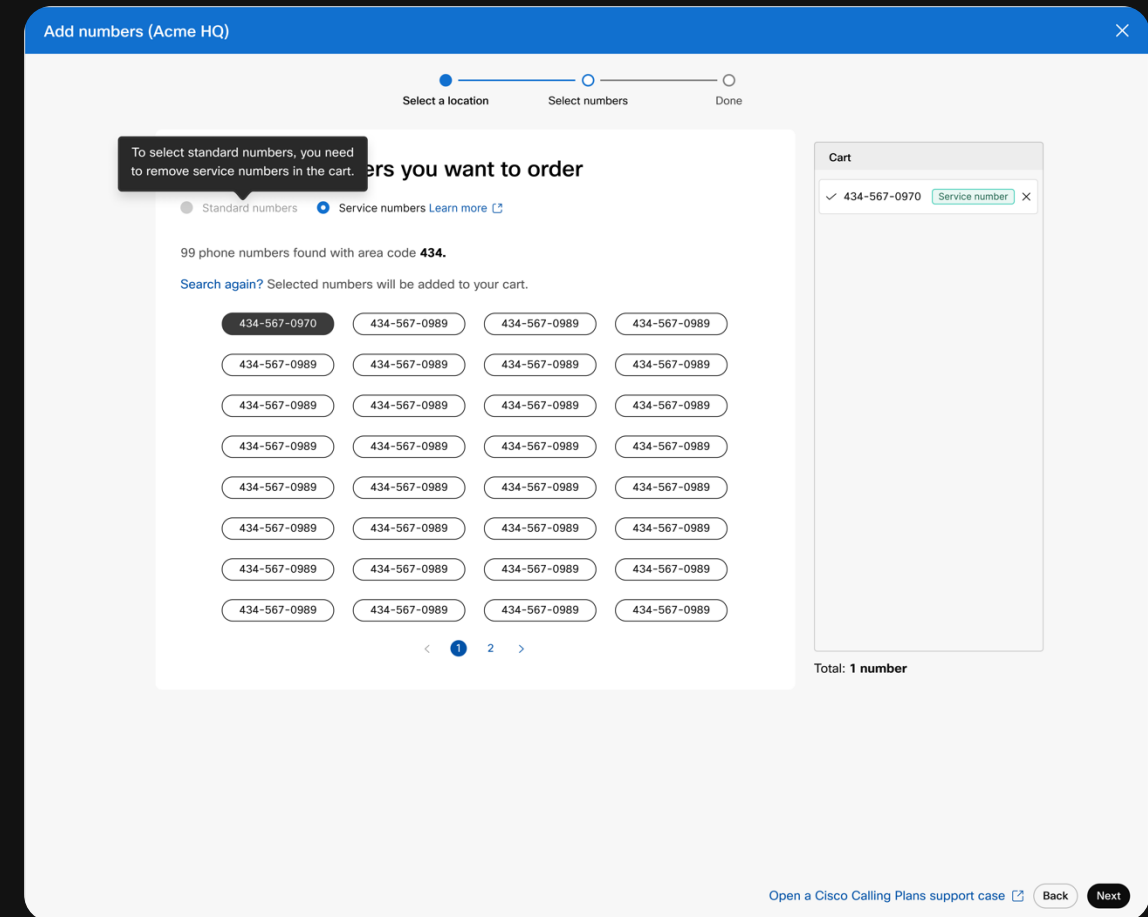 Add numbers (Acme HQ)
Select a location
Select numbers
Done
To select standard numbers, you need
to remove service numbers in the cart.
ers you want to order
Standard numbers
Service numbers Learn more
99 phone numbers found with area code 434.
Search again? Selected numbers will be added to your cart.
434-567-0970 434-567-0989 434-567-0989 434-567-0989
434-567-0989 434-567-0989 434-567-0989 434-567-0989
434-567-0989 434-567-0989 434-567-0989 434-567-0989
434-567-0989 434-567-0989 434-567-0989 434-567-0989
434-567-0989 434-567-0989 434-567-0989 434-567-0989
434-567-0989 434-567-0989 434-567-0989 434-567-0989
434-567-0989 434-567-0989 434-567-0989 434-567-0989
434-567-0989 434-567-0989 434-567-0989 434-567-0989
1 2
Cart
434-567-0970 Service number
Total: 1 number
Open a Cisco Calling Plans support case
Back
Next